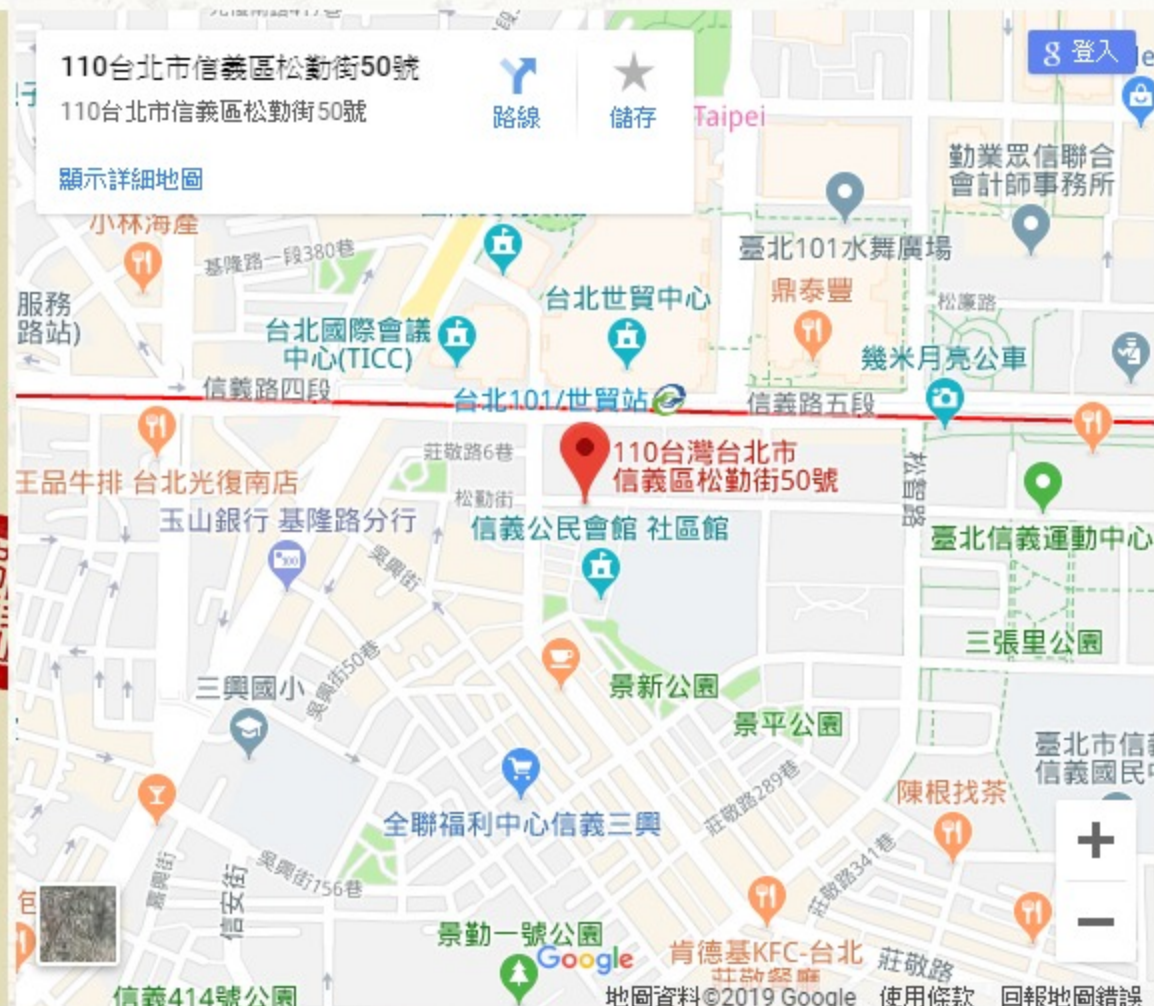 110台北市信義區松勤街50號
110台北市信義區松勤街50號
路線
儲存
顯示詳細地圖
g 登入
Taipei
勤業眾信聯合
會計師事務所
小林海產
基隆路一段380巷
臺北101水舞廣場
服務
路站)
台北世貿中心
鼎泰豐
松廉路
台北國際會議
中心(TICC)
幾米月亮公車
信義路四段
台北101/世貿站
信義路五段
莊敬路6巷
110台灣台北市
信義區松勤街50號
王品牛排 台北光復南店
松勤街
松智路
玉山銀行 基隆路分行
信義公民會館 社區館
臺北信義運動中心
吳興街
三張里公園
吳興街50巷
三興國小
景新公園
景平公園
臺北市信義
信義國民中
陳根找茶
全聯福利中心信義三興
莊敬路289巷
莊敬路341巷
吳興街156巷
嘉興街
信安街
景勤一號公園
Google
肯德基KFC-台北
莊敬餐廳
莊敬路
信義414號公園
地圖資料©2019 Google
使用條款
回報地圖錯誤